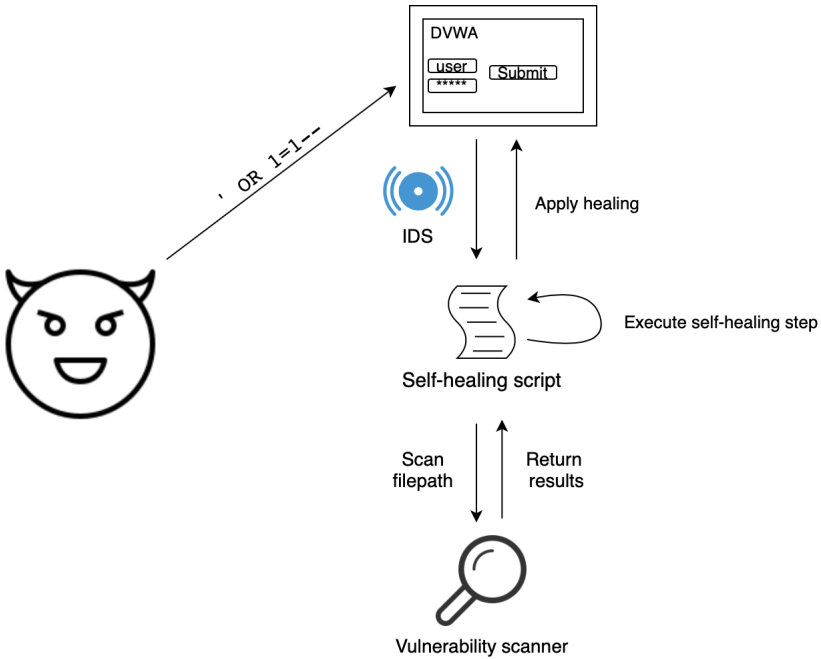 DVWA
user
*****
Submit
' OR 1=1--
IDS
Apply healing
Execute self-healing step
Self-healing script
Scan
filepath
Return
results
Vulnerability scanner